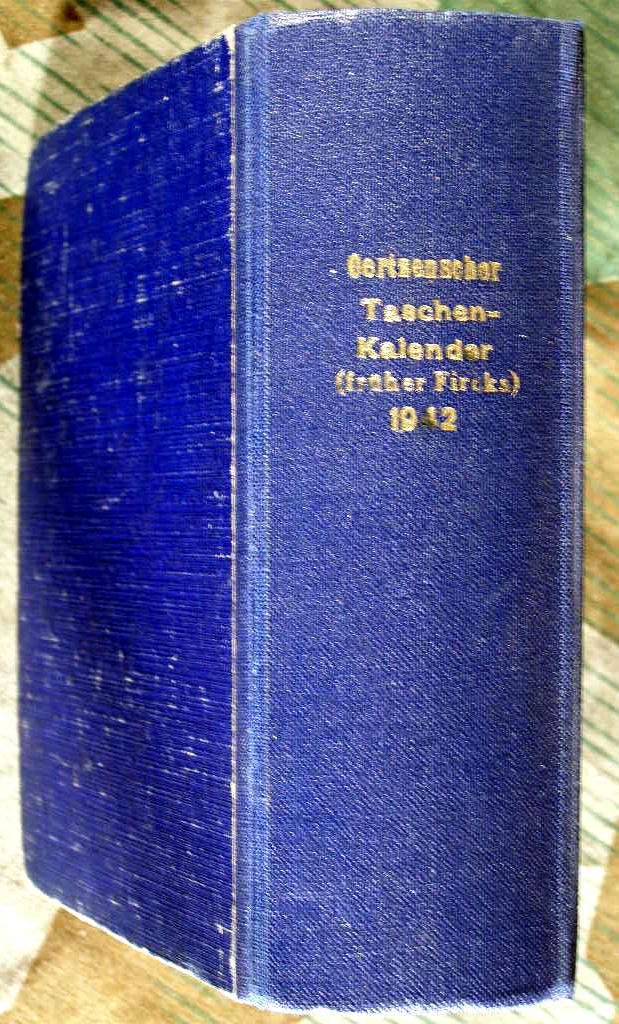 Oertzenscher
Taschen-
Kalender
(früher Fircks)
1942